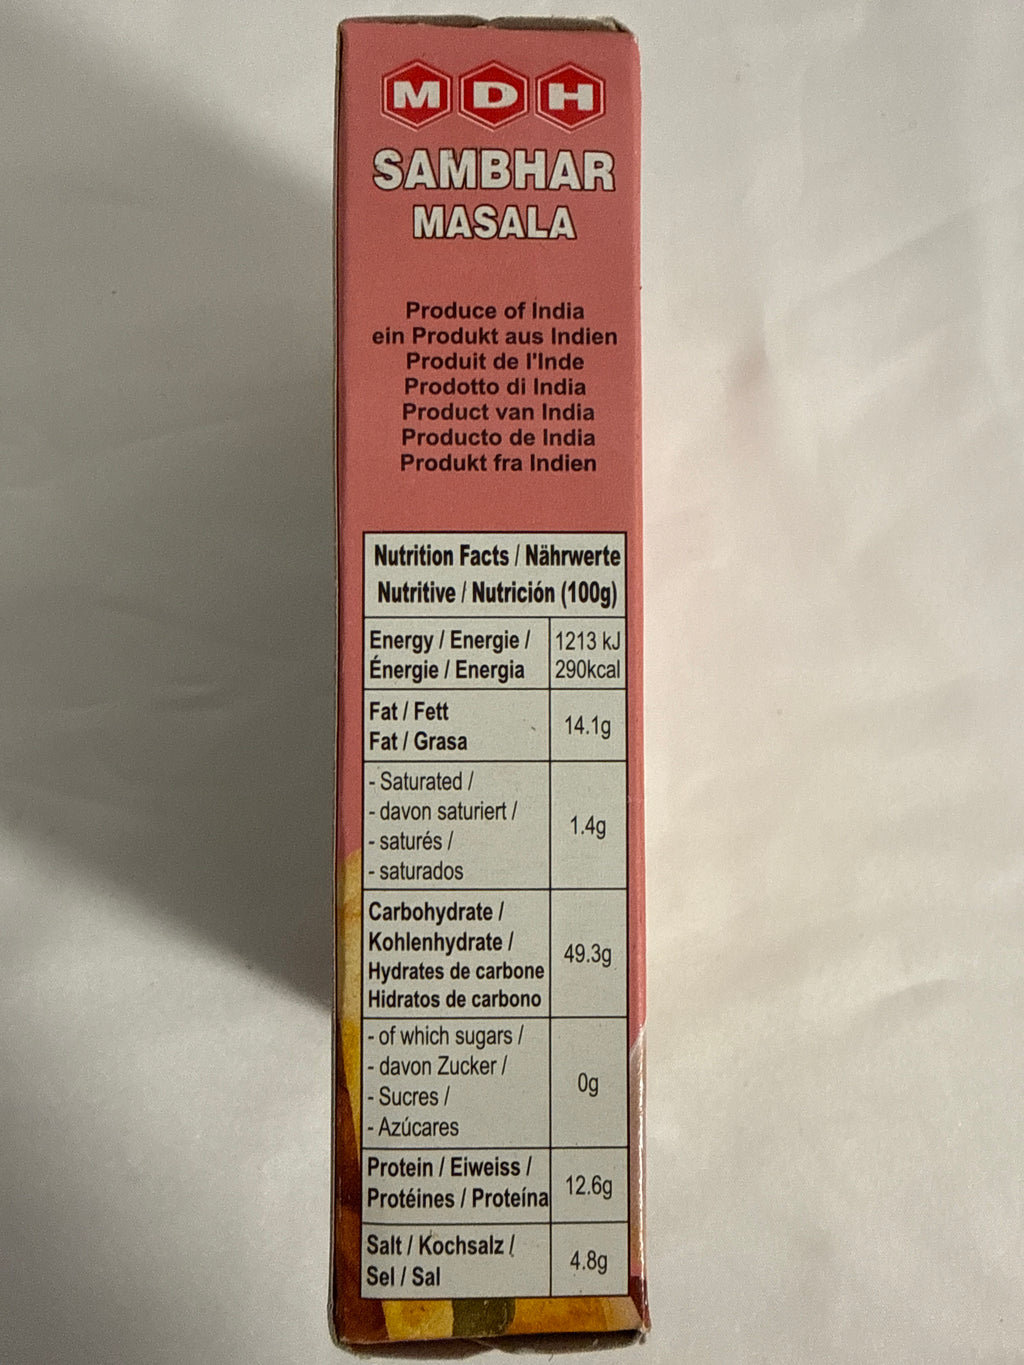 MDH
SAMBHAR
MASALA
Produce of India
ein Produkt aus Indien
Produit de l'Inde
Prodotto di India
Product van India
Producto de India
Produkt fra Indien
Nutrition Facts / Nährwerte
Nutritive / Nutrición (100g)
Energy / Energie / 1213 kJ
Énergie / Energia 290kcal
Fat / Fett
Fat / Grasa
14.1g
- Saturated /
- davon saturiert /
- saturés /
- saturados
1.4g
Carbohydrate /
Kohlenhydrate /
Hydrates de carbone
Hidratos de carbono
49.3g
- of which sugars /
- davon Zucker /
- Sucres /
- Azúcares
0g
Protein / Eiweiss /
Protéines / Proteína
12.6g
Salt / Kochsalz /
Sel / Sal
4.8g